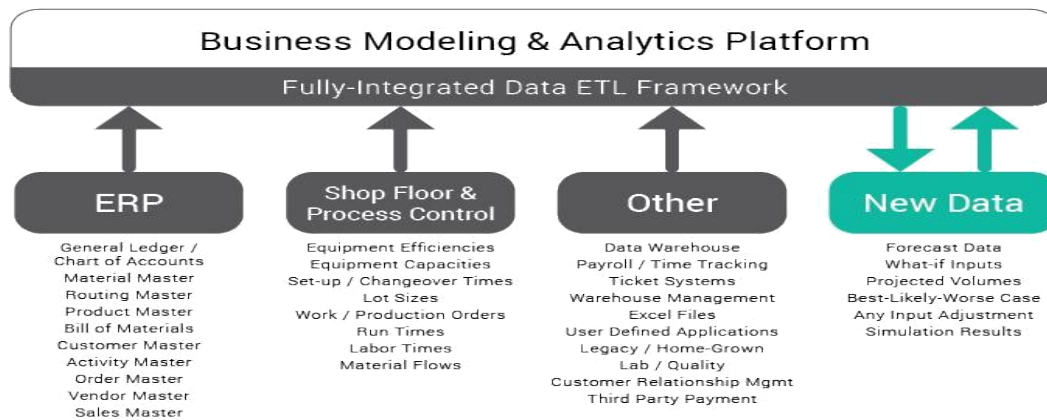 Business Modeling & Analytics Platform
Fully-Integrated Data ETL Framework
ERP
General Ledger /
Chart of Accounts
Material Master
Routing Master
Product Master
Bill of Materials
Customer Master
Activity Master
Order Master
Vendor Master
Sales Master
Shop Floor &
Process Control
Equipment Efficiencies
Equipment Capacities
Set-up / Changeover Times
Lot Sizes
Work / Production Orders
Run Times
Labor Times
Material Flows
Other
Data Warehouse
Payroll / Time Tracking
Ticket Systems
Warehouse Management
Excel Files
User Defined Applications
Legacy / Home-Grown
Lab / Quality
Customer Relationship Mgmt
Third Party Payment
New Data
Forecast Data
What-if Inputs
Projected Volumes
Best-Likely-Worse Case
Any Input Adjustment
Simulation Results